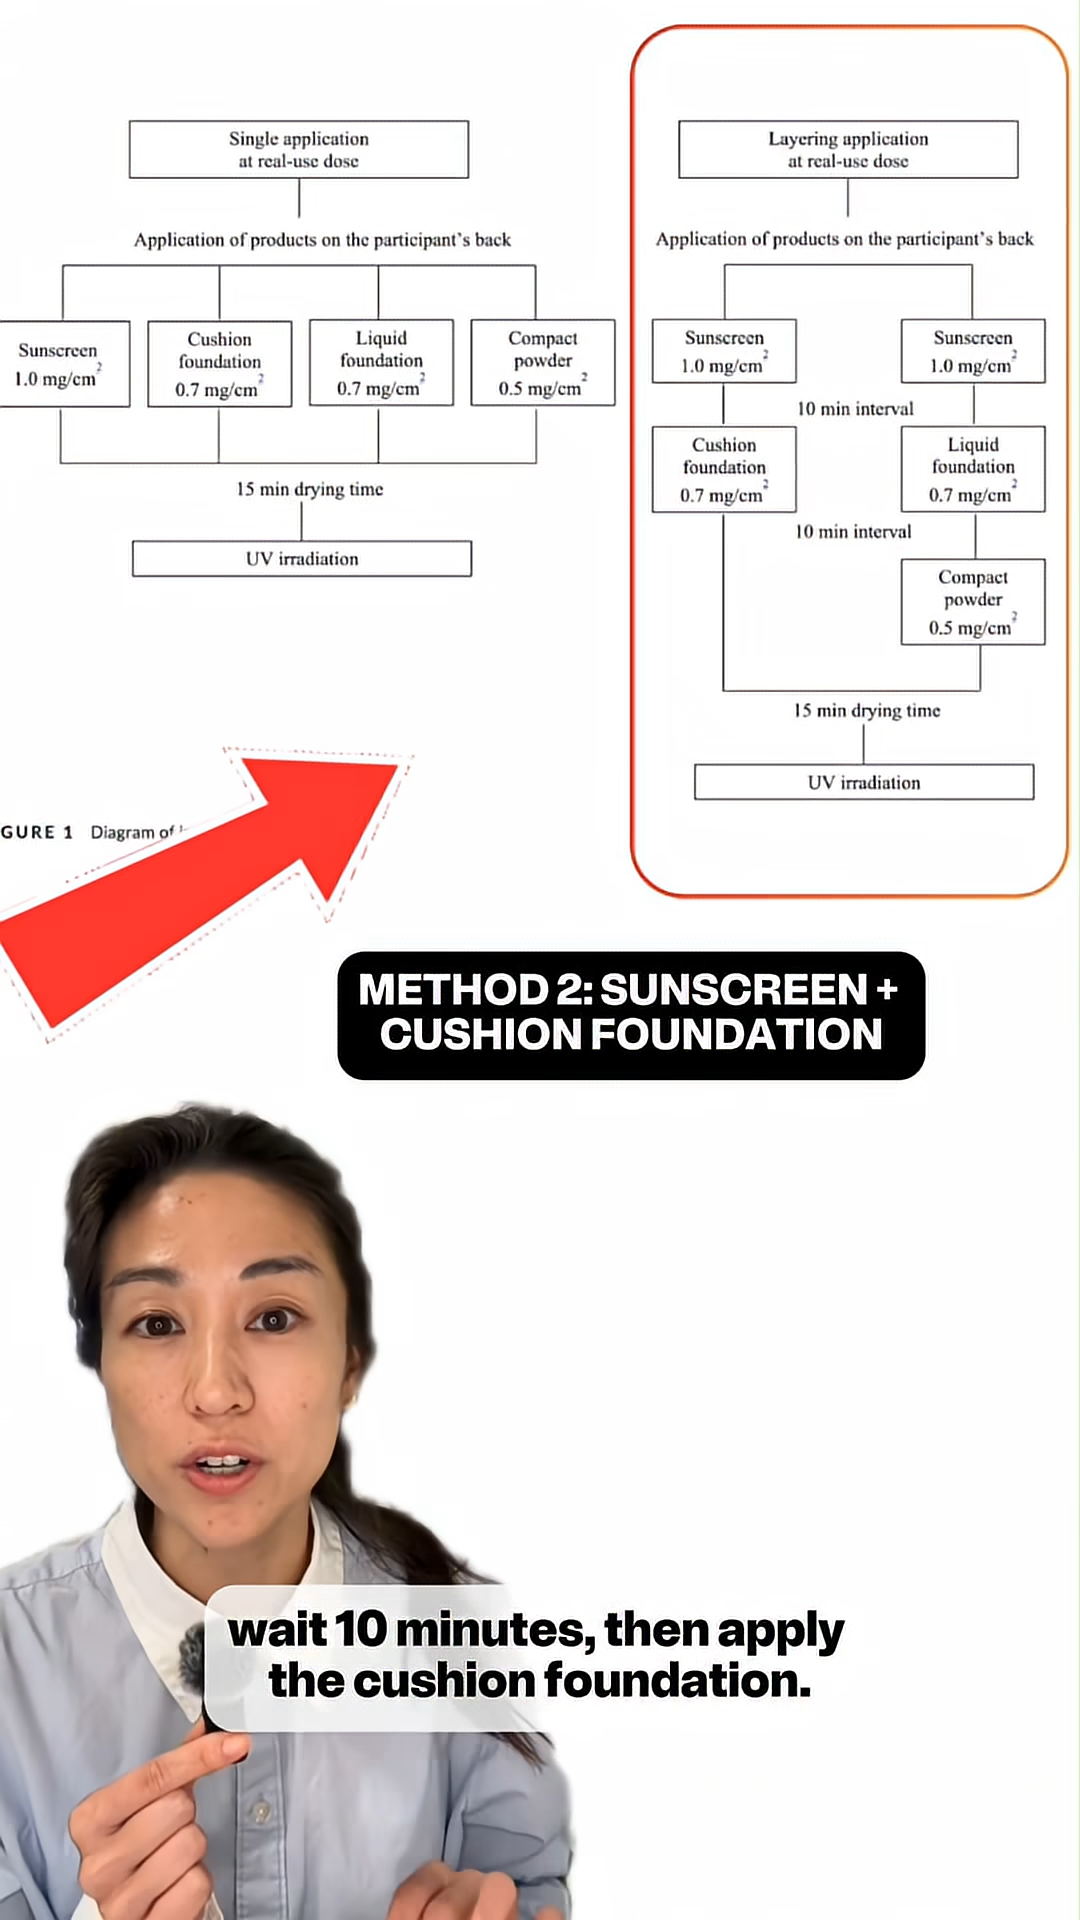 Single application
at real-use dose
Application of products on the participant's back
Sunscreen
1.0 mg/cm²
Cushion
foundation
0.7 mg/cm²
Liquid
foundation
0.7 mg/cm²
Compact
powder
0.5 mg/cm²
15 min drying time
UV irradiation
Layering application
at real-use dose
Application of products on the participant's back
Sunscreen
1.0 mg/cm²
Sunscreen
1.0 mg/cm²
10 min interval
Cushion
foundation
0.7 mg/cm²
Liquid
foundation
0.7 mg/cm²
10 min interval
Compact
powder
0.5 mg/cm²
15 min drying time
UV irradiation
GURE 1 Diagram of
METHOD 2: SUNSCREEN +
CUSHION FOUNDATION
wait 10 minutes, then apply
the cushion foundation.